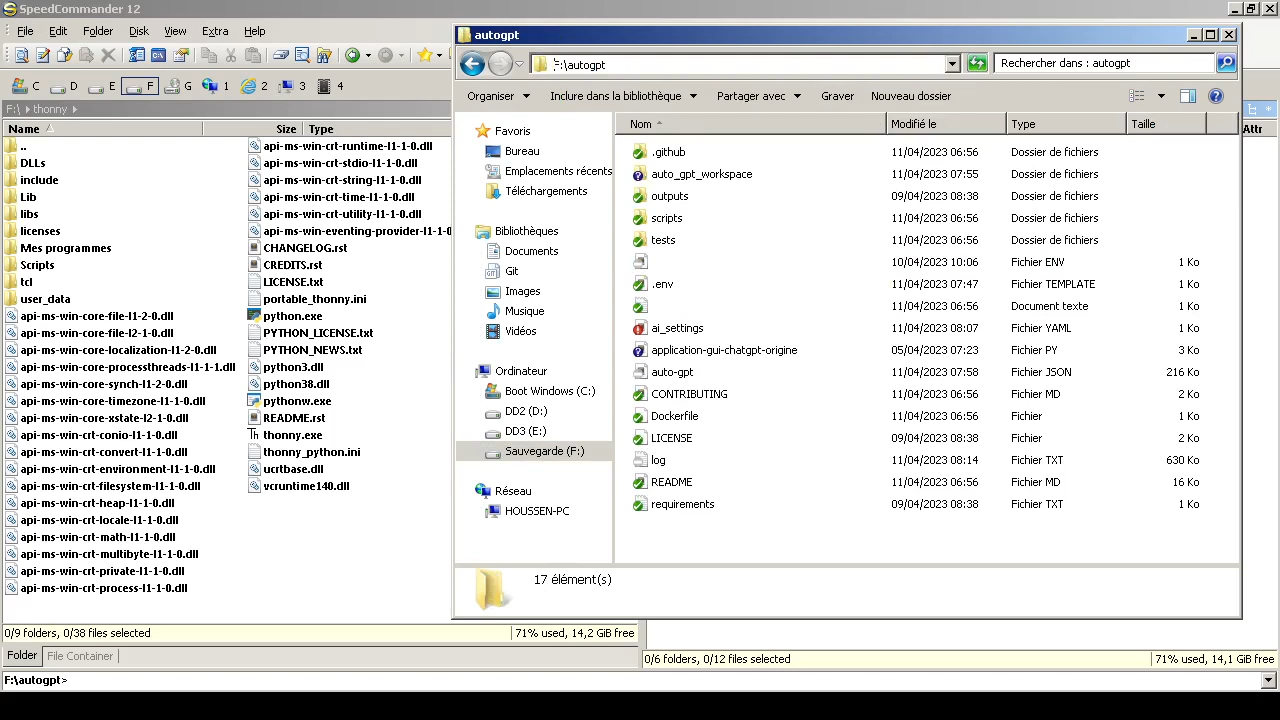 SpeedCommander 12
File Edit Folder Disk View Extra Help
C D E F G 1 2 3 4
F:\ thonny
Name Size Type
..
DLLs
include
Lib
libs
licenses
Mes programmes
Scripts
tcl
user_data
api-ms-win-core-file-l1-2-0.dll
api-ms-win-core-file-l2-1-0.dll
api-ms-win-core-localization-l1-2-0.dll
api-ms-win-core-processthreads-l1-1-1.dll
api-ms-win-core-synch-l1-2-0.dll
api-ms-win-core-timezone-l1-1-0.dll
api-ms-win-core-xstate-l2-1-0.dll
api-ms-win-crt-conio-l1-1-0.dll
api-ms-win-crt-convert-l1-1-0.dll
api-ms-win-crt-environment-l1-1-0.dll
api-ms-win-crt-filesystem-l1-1-0.dll
api-ms-win-crt-heap-l1-1-0.dll
api-ms-win-crt-locale-l1-1-0.dll
api-ms-win-crt-math-l1-1-0.dll
api-ms-win-crt-multibyte-l1-1-0.dll
api-ms-win-crt-private-l1-1-0.dll
api-ms-win-crt-process-l1-1-0.dll
api-ms-win-crt-runtime-l1-1-0.dll
api-ms-win-crt-stdio-l1-1-0.dll
api-ms-win-crt-string-l1-1-0.dll
api-ms-win-crt-time-l1-1-0.dll
api-ms-win-crt-utility-l1-1-0.dll
api-ms-win-eventing-provider-l1-1-0
CHANGELOG.rst
CREDITS.rst
LICENSE.txt
portable_thonny.ini
python.exe
PYTHON_LICENSE.txt
PYTHON_NEWS.txt
python3.dll
python38.dll
pythonw.exe
README.rst
thonny.exe
thonny_python.ini
ucrtbase.dll
vcruntime140.dll
0/9 folders, 0/38 files selected 71% used, 14,2 GiB free
Folder File Container
F:\autogpt>
autogpt
F:\autogpt Rechercher dans : autogpt
Organiser Inclure dans la bibliothèque Partager avec Graver Nouveau dossier
Favoris
Bureau
Emplacements récents
Téléchargements
Bibliothèques
Documents
Git
Images
Musique
Vidéos
Ordinateur
Boot Windows (C:)
DD2 (D:)
DD3 (E:)
Sauvegarde (F:)
Réseau
HOUSSEN-PC
Nom Modifié le Type Taille
.github 11/04/2023 06:56 Dossier de fichiers
auto_gpt_workspace 11/04/2023 07:55 Dossier de fichiers
outputs 09/04/2023 08:38 Dossier de fichiers
scripts 11/04/2023 06:56 Dossier de fichiers
tests 11/04/2023 06:56 Dossier de fichiers
10/04/2023 10:06 Fichier ENV 1 Ko
.env 11/04/2023 07:47 Fichier TEMPLATE 1 Ko
11/04/2023 06:56 Document texte 1 Ko
ai_settings 11/04/2023 08:07 Fichier YAML 1 Ko
application-gui-chatgpt-origine 05/04/2023 07:23 Fichier PY 3 Ko
auto-gpt 11/04/2023 07:58 Fichier JSON 216 Ko
CONTRIBUTING 11/04/2023 06:56 Fichier MD 2 Ko
Dockerfile 11/04/2023 06:56 Fichier 1 Ko
LICENSE 09/04/2023 08:38 Fichier 2 Ko
log 11/04/2023 08:14 Fichier TXT 630 Ko
README 11/04/2023 06:56 Fichier MD 16 Ko
requirements 09/04/2023 08:38 Fichier TXT 1 Ko
17 élément(s)
Attr
0/6 folders, 0/12 files selected 71% used, 14,1 GiB free